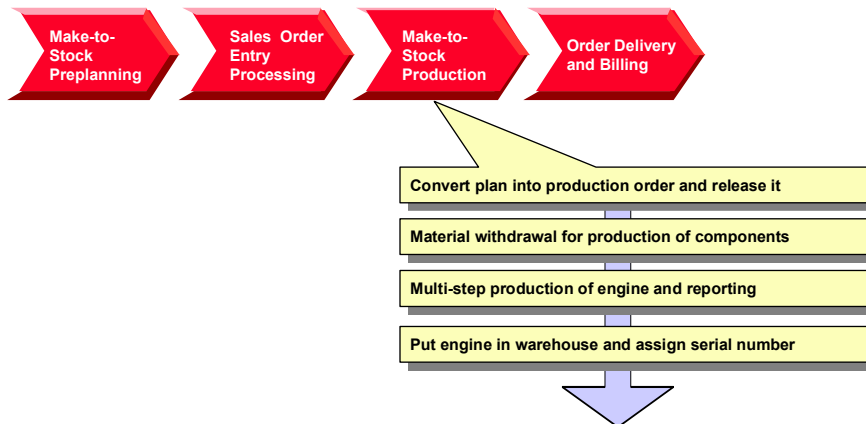 Make-to-
Stock
Preplanning
Sales Order
Entry
Processing
Make-to-
Stock
Production
Order Delivery
and Billing
Convert plan into production order and release it
Material withdrawal for production of components
Multi-step production of engine and reporting
Put engine in warehouse and assign serial number